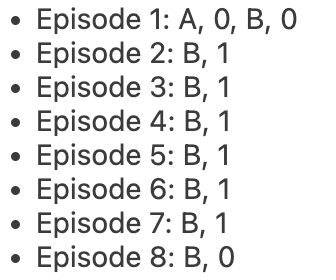 • Episode 1: A, 0, B, 0
• Episode 2: B, 1
• Episode 3: B, 1
• Episode 4: B, 1
• Episode 5: B, 1
• Episode 6: B, 1
• Episode 7: B, 1
• Episode 8: B, 0